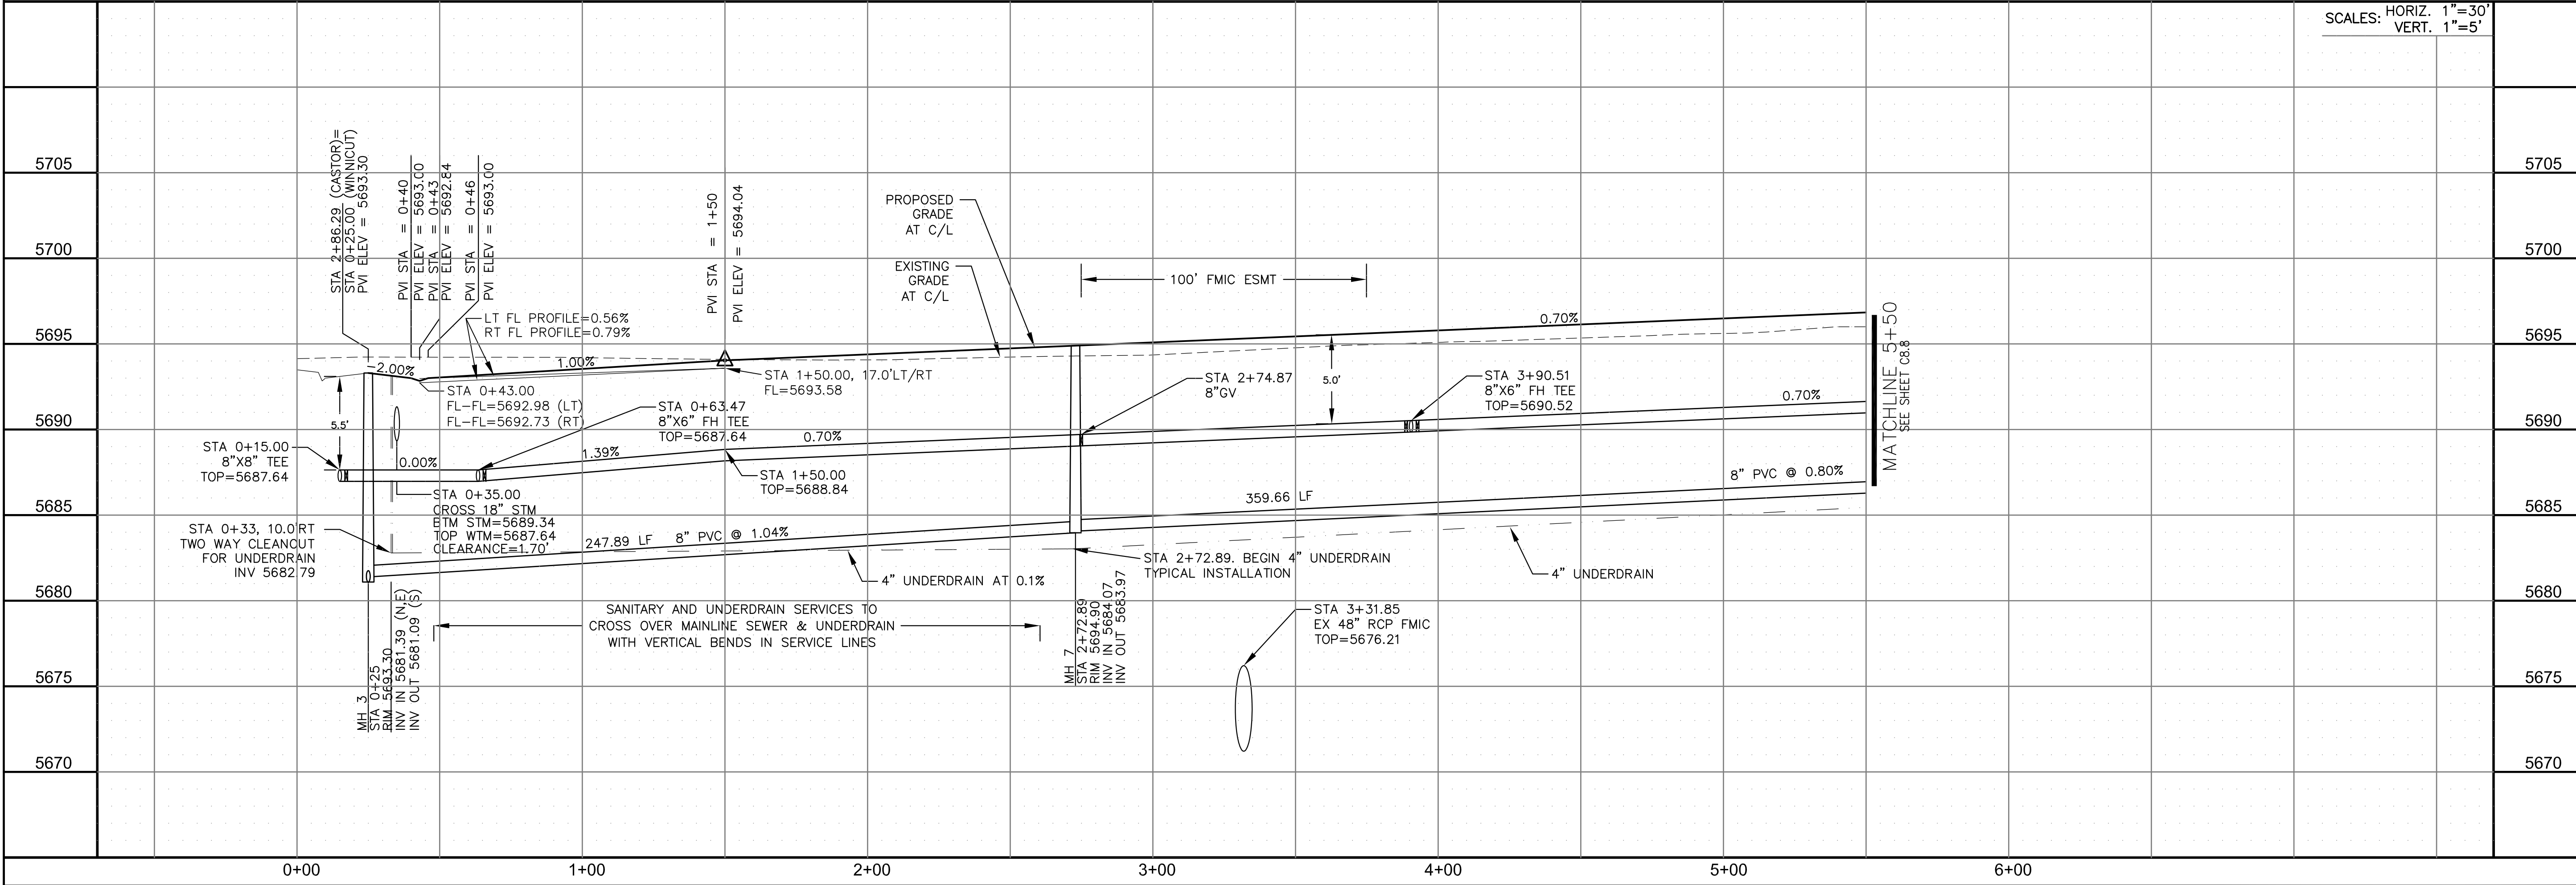 SCALES: HORIZ. 1"=30'
VERT. 1"=5'
5705
5700
5695
5690
5685
5680
5675
5670
5705
5700
5695
5690
5685
5680
5675
5670
STA 2+86.29 (CASTOR)=
STA 0+25.00 (WINNICUT)
PVI ELEV = 5693.30
PVI STA = 0+40
PVI ELEV = 5693.00
PVI STA = 0+43
PVI ELEV = 5692.84
PVI STA = 0+46
PVI ELEV = 5693.00
PVI STA = 1+50
PVI ELEV = 5694.04
PROPOSED
GRADE
AT C/L
EXISTING
GRADE
AT C/L
100' FMIC ESMT
LT FL PROFILE=0.56%
RT FL PROFILE=0.79%
-2.00%
1.00%
0.70%
STA 0+43.00
FL-FL=5692.98 (LT)
FL-FL=5692.73 (RT)
STA 1+50.00, 17.0'LT/RT
FL=5693.58
STA 0+63.47
8"X6" FH TEE
TOP=5687.64
STA 2+74.87
8"GV
5.0'
STA 3+90.51
8"X6" FH TEE
TOP=5690.52
0.70%
MATCHLINE 5+50
SEE SHEET C8.8
5.5'
STA 0+15.00
8"X8" TEE
TOP=5687.64
0.00%
1.39%
0.70%
STA 1+50.00
TOP=5688.84
STA 0+35.00
CROSS 18" STM
BTM STM=5689.34
TOP WTM=5687.64
CLEARANCE=1.70'
STA 0+33, 10.0'RT
TWO WAY CLEANOUT
FOR UNDERDRAIN
INV 5682.79
247.89 LF
8" PVC @ 1.04%
359.66 LF
8" PVC @ 0.80%
4" UNDERDRAIN AT 0.1%
STA 2+72.89. BEGIN 4" UNDERDRAIN
TYPICAL INSTALLATION
4" UNDERDRAIN
SANITARY AND UNDERDRAIN SERVICES TO
CROSS OVER MAINLINE SEWER & UNDERDRAIN
WITH VERTICAL BENDS IN SERVICE LINES
STA 3+31.85
EX 48" RCP FMIC
TOP=5676.21
MH 3
STA 0+25
RIM 5693.30
INV IN 5681.39 (N,E)
INV OUT 5681.09 (S)
MH 7
STA 2+72.89
RIM 5694.90
INV IN 5684.07
INV OUT 5683.97
0+00
1+00
2+00
3+00
4+00
5+00
6+00